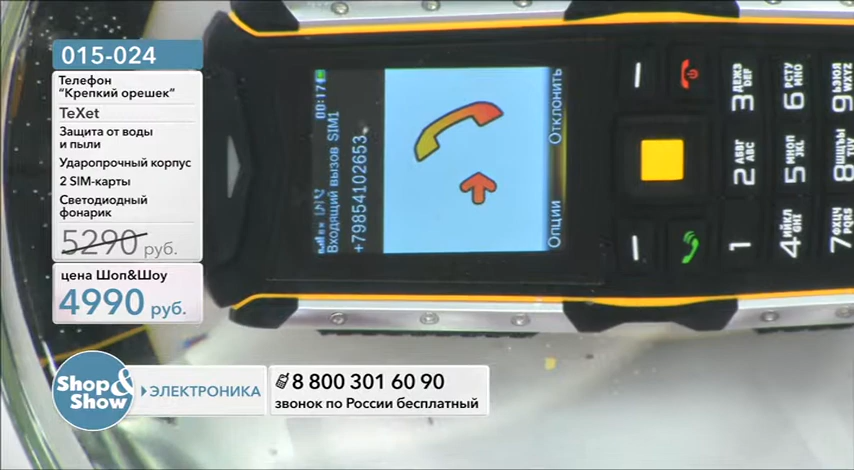 015-024
Телефон
“Крепкий орешек”
TeXet
Защита от воды
и пыли
Ударопрочный корпус
2 SIM-карты
Светодиодный
фонарик
5290 руб.
цена Шоп&Шоу
4990 руб.
Shop&
Show
ЭЛЕКТРОНИКА
8 800 301 60 90
звонок по России бесплатный
00:17
Входящий вызов SIM1
+79854102653
Опции
Отклонить
1
2 АБВГ ABC
3 ДЕЖЗ DEF
4 ИЙКЛ GHI
5 МНОП JKL
6 РСТУ MNO
7 ФХЦЧ PQRS
8 ШЩЪЫ TUV
9 ЬЭЮЯ